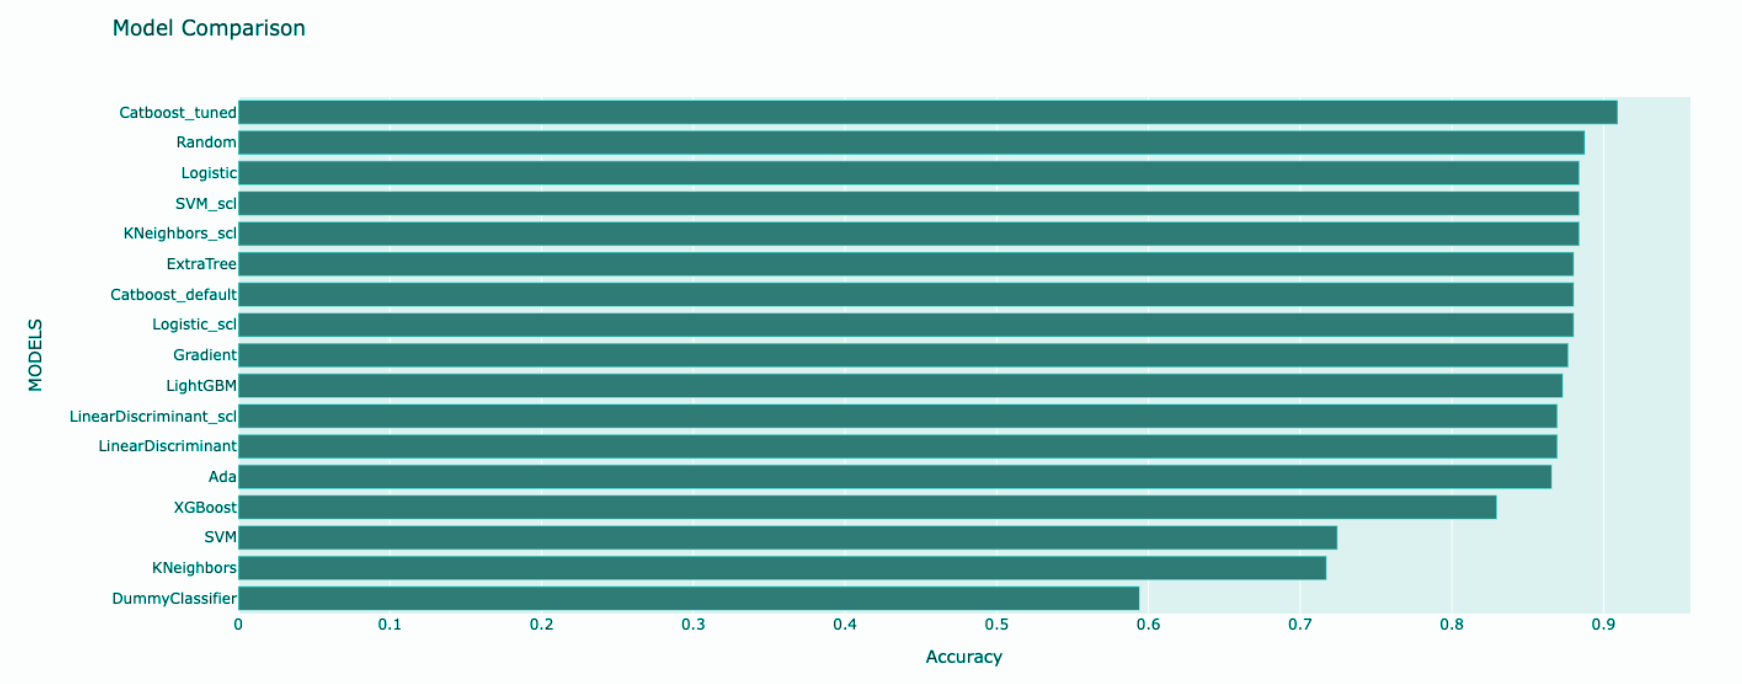 Model Comparison
Catboost_tuned
Random
Logistic
SVM_scl
KNeighbors_scl
ExtraTree
Catboost_default
Logistic_scl
Gradient
LightGBM
LinearDiscriminant_scl
LinearDiscriminant
Ada
XGBoost
SVM
KNeighbors
DummyClassifier
MODELS
0 0.1 0.2 0.3 0.4 0.5 0.6 0.7 0.8 0.9
Accuracy